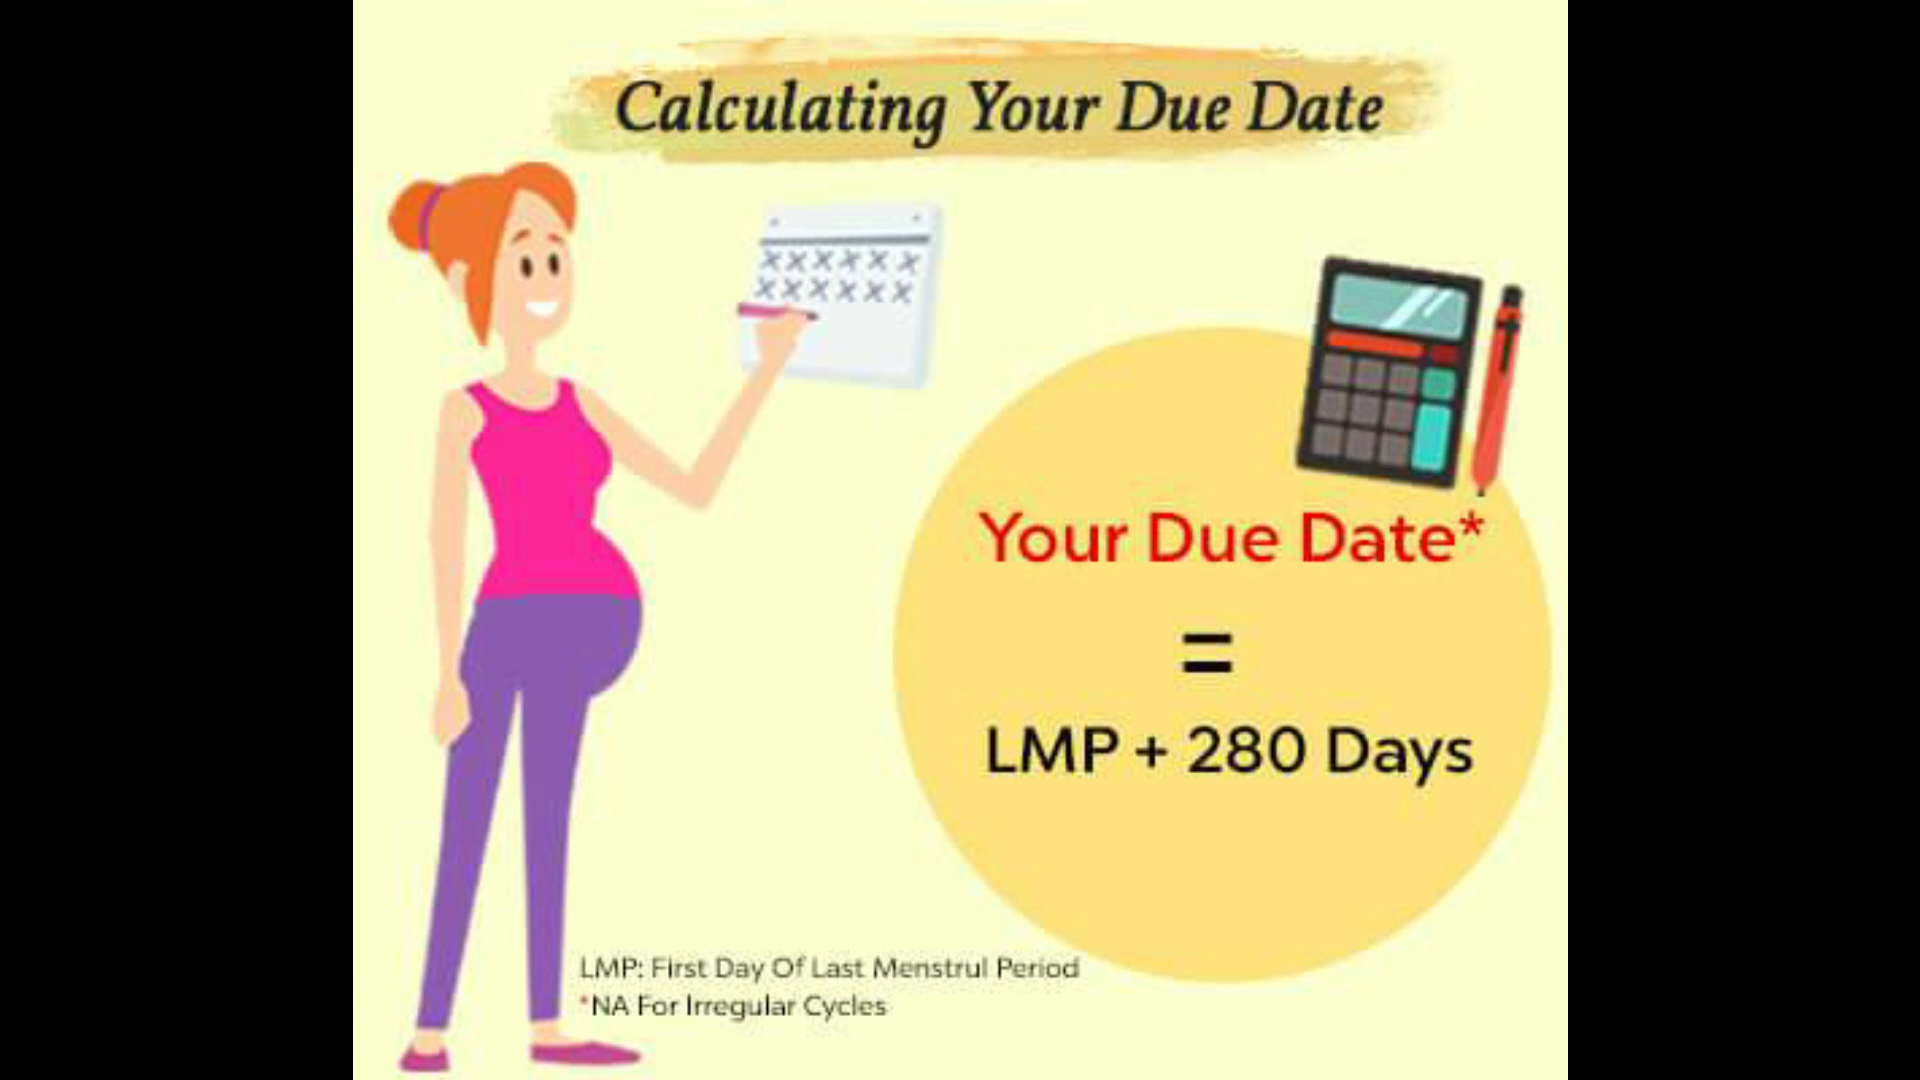 Calculating Your Due Date
Your Due Date*
=
LMP + 280 Days
LMP: First Day Of Last Menstrul Period
*NA For Irregular Cycles